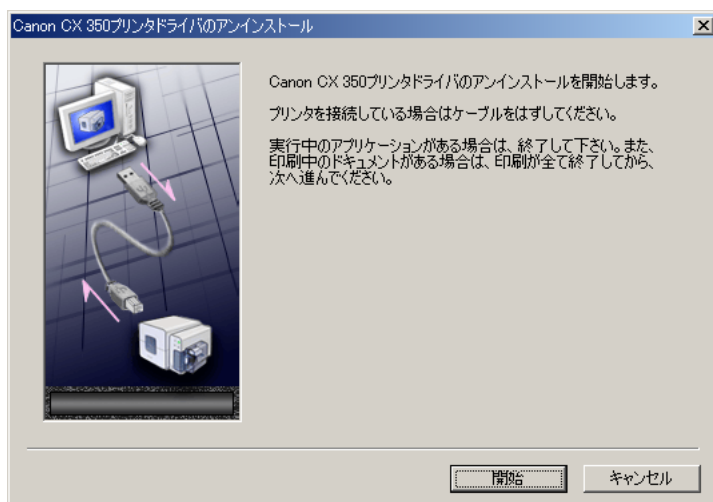 Canon CX 350プリンタドライバのアンインストール
Canon CX 350プリンタドライバのアンインストールを開始します。
プリンタを接続している場合はケーブルをはずしてください。
実行中のアプリケーションがある場合は、終了して下さい。また、
印刷中のドキュメントがある場合は、印刷が全て終了してから、
次へ進んでください。
開始
キャンセル